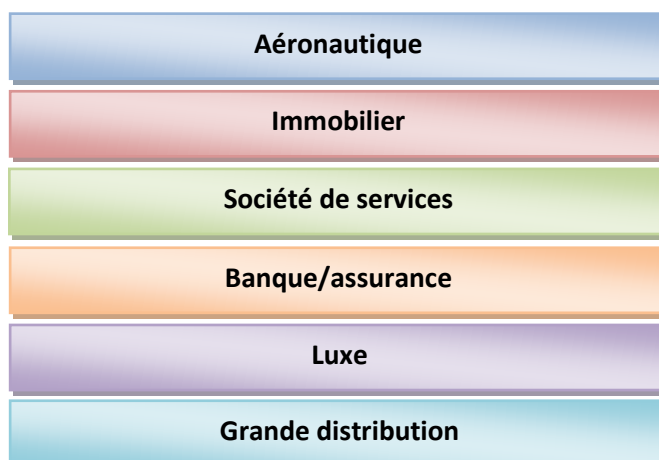 Aéronautique
Immobilier
Société de services
Banque/assurance
Luxe
Grande distribution